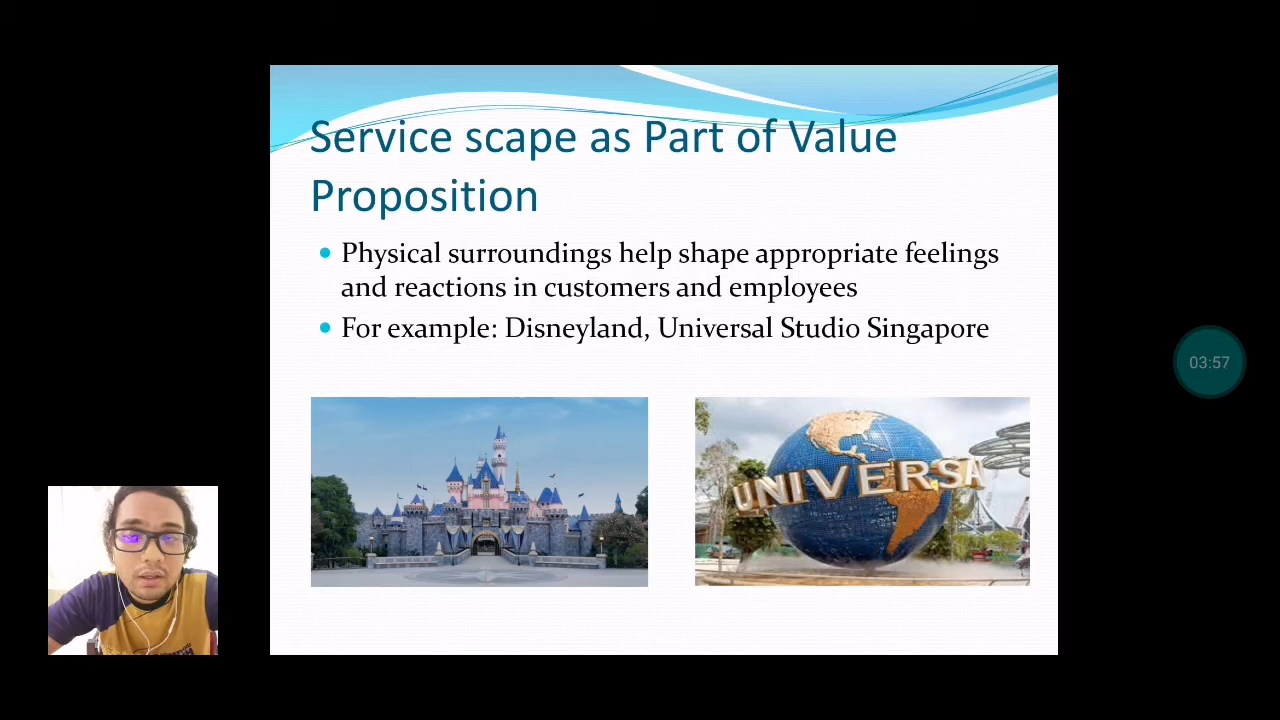 Service scape as Part of Value
Proposition
Physical surroundings help shape appropriate feelings
and reactions in customers and employees
For example: Disneyland, Universal Studio Singapore
UNIVERSA
03:57